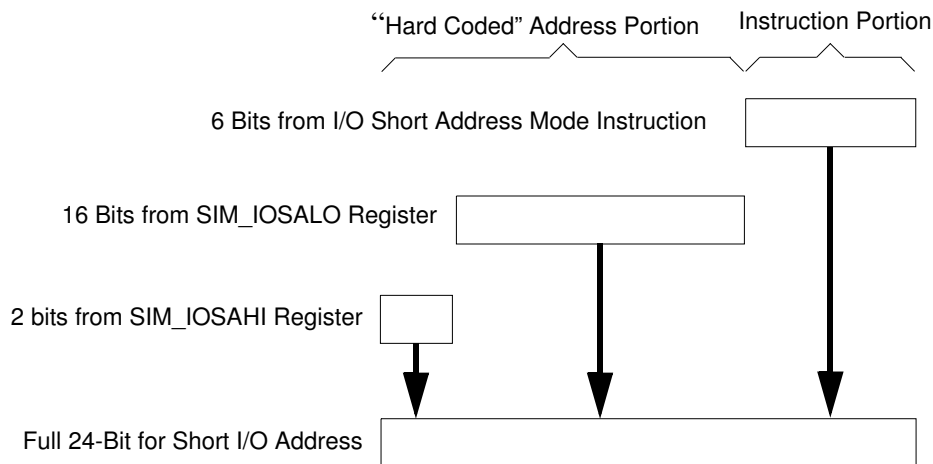 “Hard Coded” Address Portion
Instruction Portion
6 Bits from I/O Short Address Mode Instruction
16 Bits from SIM_IOSALO Register
2 bits from SIM_IOSAHI Register
Full 24-Bit for Short I/O Address